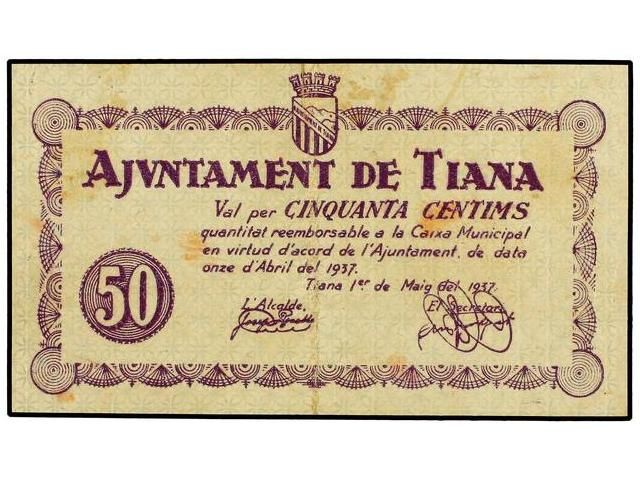 AJVNTAMENT DE TIANA
Val per CINQUANTA CENTIMS
quantitat reemborsable a la Caixa Municipal
en virtud d'acord de l'Ajuntament, de data
onze d'Abril del 1937.
Tiana 1er de Maig del 1937
50
L'Alcalde,
El Secretari